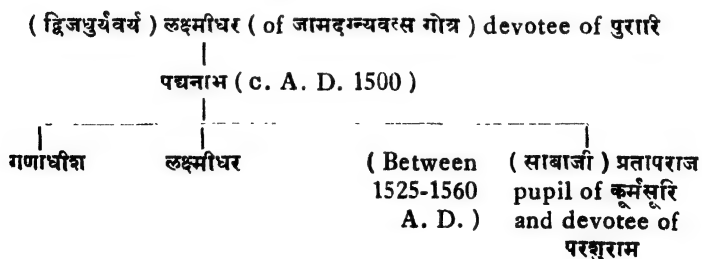 ( द्विजधुर्यवर्य ) लक्ष्मीधर ( of जामदग्न्यवत्स गोत्र ) devotee of पुरारि
पद्मनाभ ( c. A. D. 1500 )
गणाधीश लक्ष्मीधर ( Between ( साबाजी ) प्रतापराज
1525-1560 pupil of कूर्मसूरि
A. D. ) and devotee of
परशुराम